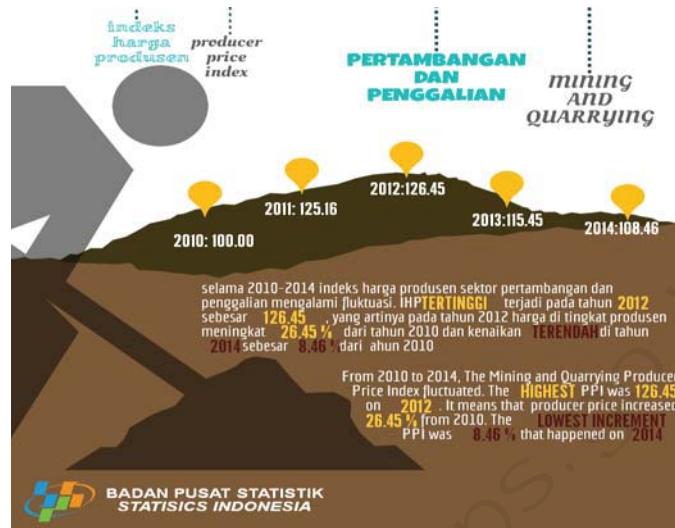 indeks
harga
produsen
producer
price
index
PERTAMBANGAN
DAN
PENGGALIAN
MINING
AND
QUARRYING
2010: 100.00
2011: 125.16
2012:126.45
2013:115.45
2014:108.46
selama 2010-2014 indeks harga produsen sektor pertambangan dan
penggalian mengalami fluktuasi. IHP TERTINGGI terjadi pada tahun 2012
sebesar 126.45 , yang artinya pada tahun 2012 harga di tingkat produsen
meningkat 26.45 % dari tahun 2010 dan kenaikan TERENDAH di tahun
2014 sebesar 8.46 % dari ahun 2010
From 2010 to 2014, The Mining and Quarrying Producer
Price Index fluctuated. The HIGHEST PPI was 126.45
on 2012 . It means that producer price increased
26.45 % from 2010. The LOWEST INCREMENT
PPI was 8.46 % that happened on 2014
BADAN PUSAT STATISTIK
STATISICS INDONESIA